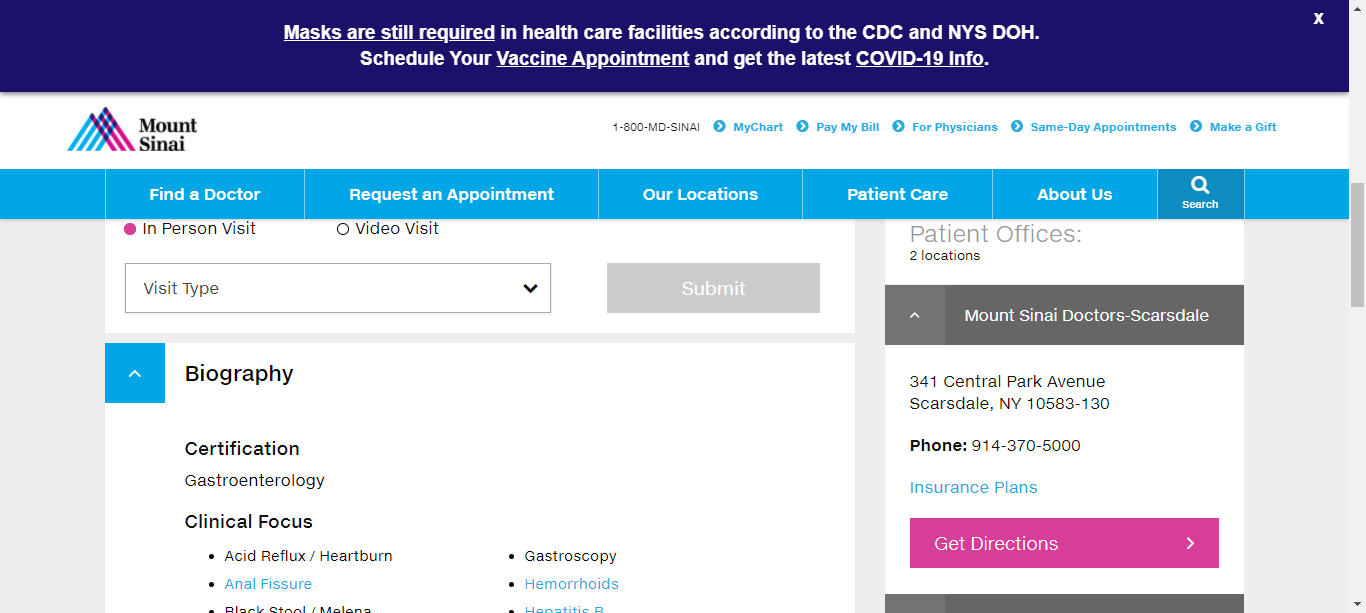 Masks are still required in health care facilities according to the CDC and NYS DOH.
Schedule Your Vaccine Appointment and get the latest COVID-19 Info.
X
Mount
Sinai
1-800-MD-SINAI MyChart Pay My Bill For Physicians Same-Day Appointments Make a Gift
Find a Doctor Request an Appointment Our Locations Patient Care About Us Search
In Person Visit Video Visit
Visit Type Submit
Biography
Certification
Gastroenterology
Clinical Focus
Acid Reflux / Heartburn
Anal Fissure
Black Stool / Melena
Gastroscopy
Hemorrhoids
Hepatitis B
Patient Offices:
2 locations
Mount Sinai Doctors-Scarsdale
341 Central Park Avenue
Scarsdale, NY 10583-130
Phone: 914-370-5000
Insurance Plans
Get Directions